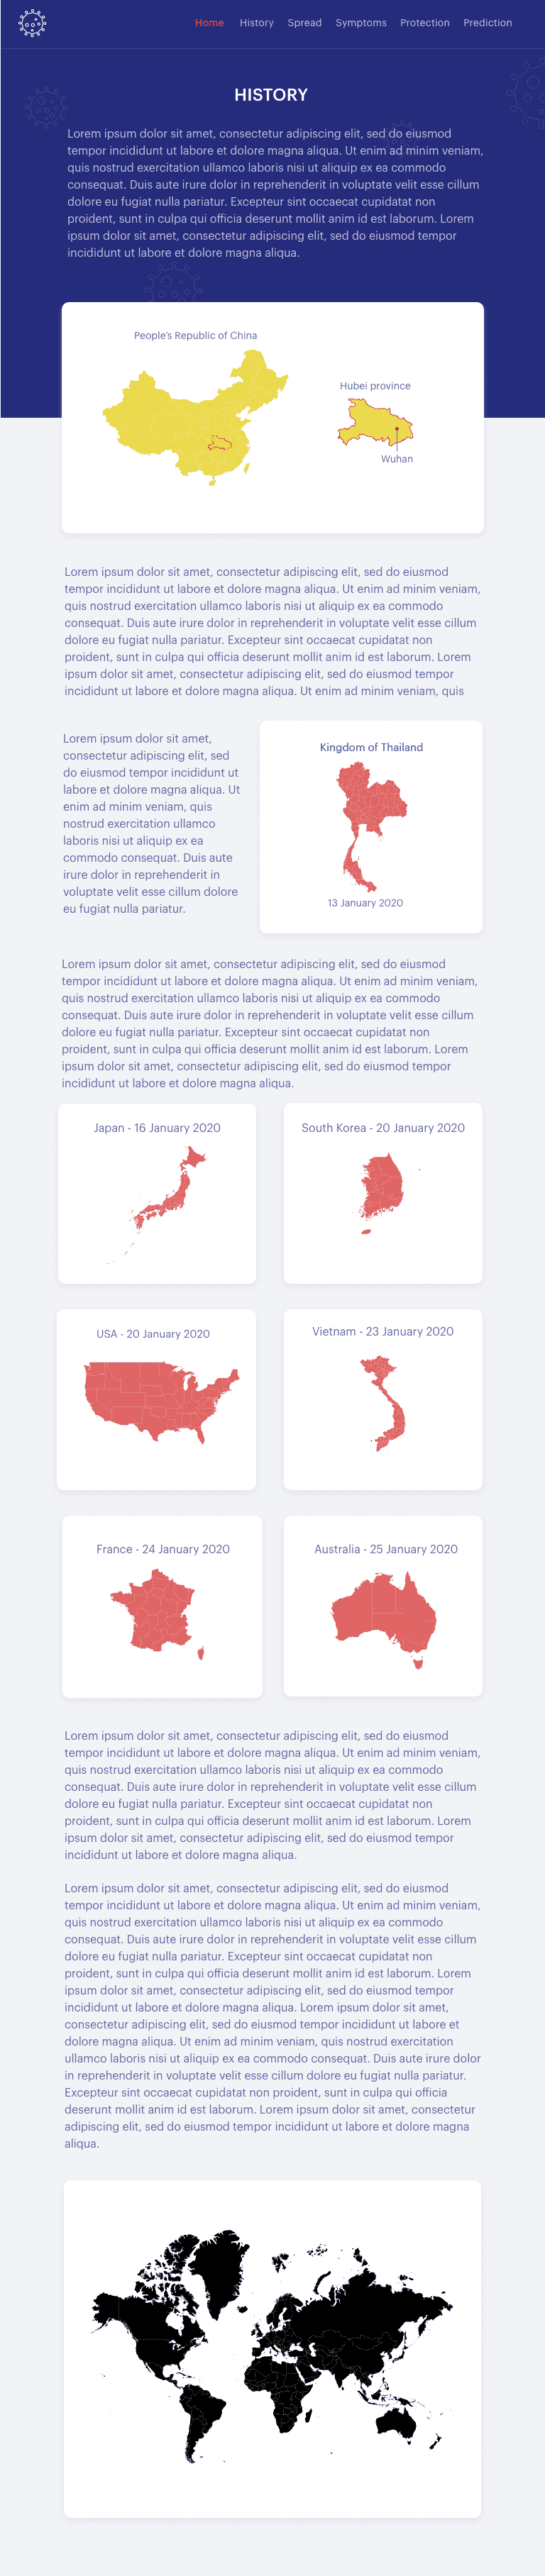 Home History Spread Symptoms Protection Prediction
HISTORY
Lorem ipsum dolor sit amet, consectetur adipiscing elit, sed do eiusmod
tempor incididunt ut labore et dolore magna aliqua. Ut enim ad minim veniam,
quis nostrud exercitation ullamco laboris nisi ut aliquip ex ea commodo
consequat. Duis aute irure dolor in reprehenderit in voluptate velit esse cillum
dolore eu fugiat nulla pariatur. Excepteur sint occaecat cupidatat non
proident, sunt in culpa qui officia deserunt mollit anim id est laborum. Lorem
ipsum dolor sit amet, consectetur adipiscing elit, sed do eiusmod tempor
incididunt ut labore et dolore magna aliqua.
People's Republic of China
Hubei province
Wuhan
Lorem ipsum dolor sit amet, consectetur adipiscing elit, sed do eiusmod
tempor incididunt ut labore et dolore magna aliqua. Ut enim ad minim veniam,
quis nostrud exercitation ullamco laboris nisi ut aliquip ex ea commodo
consequat. Duis aute irure dolor in reprehenderit in voluptate velit esse cillum
dolore eu fugiat nulla pariatur. Excepteur sint occaecat cupidatat non
proident, sunt in culpa qui officia deserunt mollit anim id est laborum. Lorem
ipsum dolor sit amet, consectetur adipiscing elit, sed do eiusmod tempor
incididunt ut labore et dolore magna aliqua. Ut enim ad minim veniam, quis
Lorem ipsum dolor sit amet,
consectetur adipiscing elit, sed
do eiusmod tempor incididunt ut
labore et dolore magna aliqua. Ut
enim ad minim veniam, quis
nostrud exercitation ullamco
laboris nisi ut aliquip ex ea
commodo consequat. Duis aute
irure dolor in reprehenderit in
voluptate velit esse cillum dolore
eu fugiat nulla pariatur.
Kingdom of Thailand
13 January 2020
Lorem ipsum dolor sit amet, consectetur adipiscing elit, sed do eiusmod
tempor incididunt ut labore et dolore magna aliqua. Ut enim ad minim veniam,
quis nostrud exercitation ullamco laboris nisi ut aliquip ex ea commodo
consequat. Duis aute irure dolor in reprehenderit in voluptate velit esse cillum
dolore eu fugiat nulla pariatur. Excepteur sint occaecat cupidatat non
proident, sunt in culpa qui officia deserunt mollit anim id est laborum. Lorem
ipsum dolor sit amet, consectetur adipiscing elit, sed do eiusmod tempor
incididunt ut labore et dolore magna aliqua.
Japan - 16 January 2020
South Korea - 20 January 2020
USA - 20 January 2020
Vietnam - 23 January 2020
France - 24 January 2020
Australia - 25 January 2020
Lorem ipsum dolor sit amet, consectetur adipiscing elit, sed do eiusmod
tempor incididunt ut labore et dolore magna aliqua. Ut enim ad minim veniam,
quis nostrud exercitation ullamco laboris nisi ut aliquip ex ea commodo
consequat. Duis aute irure dolor in reprehenderit in voluptate velit esse cillum
dolore eu fugiat nulla pariatur. Excepteur sint occaecat cupidatat non
proident, sunt in culpa qui officia deserunt mollit anim id est laborum. Lorem
ipsum dolor sit amet, consectetur adipiscing elit, sed do eiusmod tempor
incididunt ut labore et dolore magna aliqua.
Lorem ipsum dolor sit amet, consectetur adipiscing elit, sed do eiusmod
tempor incididunt ut labore et dolore magna aliqua. Ut enim ad minim veniam,
quis nostrud exercitation ullamco laboris nisi ut aliquip ex ea commodo
consequat. Duis aute irure dolor in reprehenderit in voluptate velit esse cillum
dolore eu fugiat nulla pariatur. Excepteur sint occaecat cupidatat non
proident, sunt in culpa qui officia deserunt mollit anim id est laborum. Lorem
ipsum dolor sit amet, consectetur adipiscing elit, sed do eiusmod tempor
incididunt ut labore et dolore magna aliqua. Lorem ipsum dolor sit amet,
consectetur adipiscing elit, sed do eiusmod tempor incididunt ut labore et
dolore magna aliqua. Ut enim ad minim veniam, quis nostrud exercitation
ullamco laboris nisi ut aliquip ex ea commodo consequat. Duis aute irure dolor
in reprehenderit in voluptate velit esse cillum dolore eu fugiat nulla pariatur.
Excepteur sint occaecat cupidatat non proident, sunt in culpa qui officia
deserunt mollit anim id est laborum. Lorem ipsum dolor sit amet, consectetur
adipiscing elit, sed do eiusmod tempor incididunt ut labore et dolore magna
aliqua.